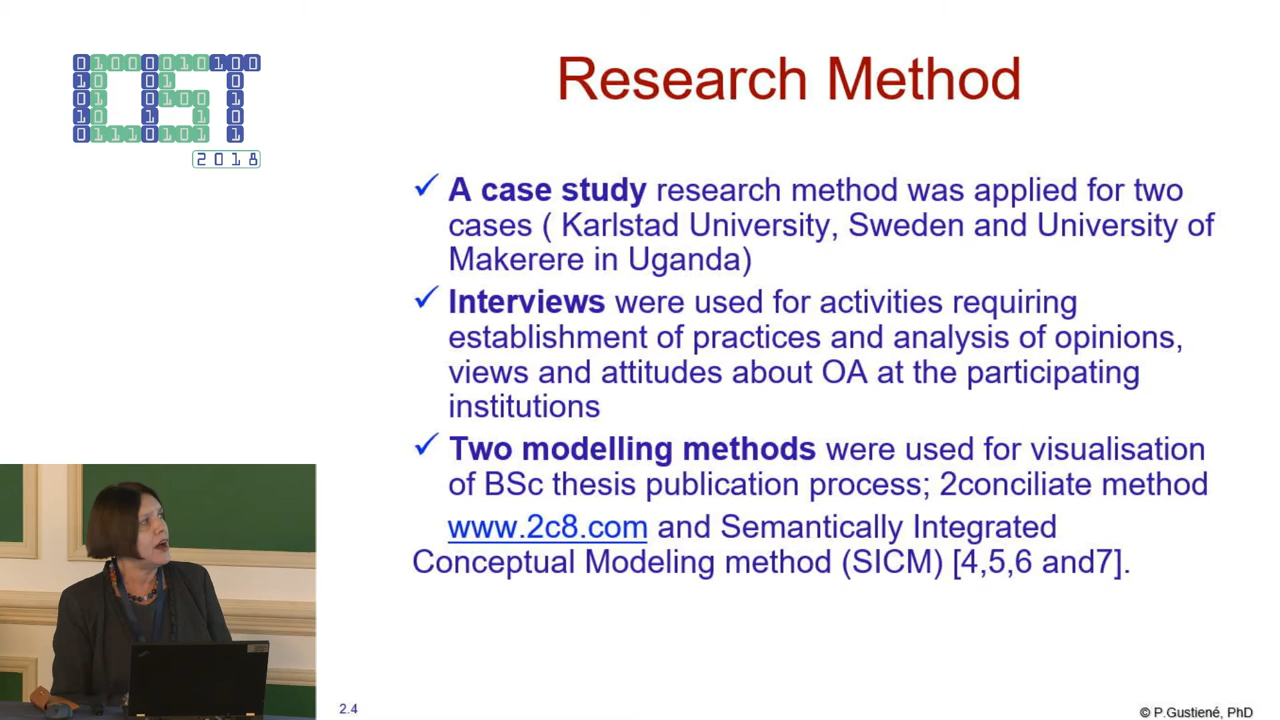 2018
Research Method
A case study research method was applied for two
cases ( Karlstad University, Sweden and University of
Makerere in Uganda)
Interviews were used for activities requiring
establishment of practices and analysis of opinions,
views and attitudes about OA at the participating
institutions
Two modelling methods were used for visualisation
of BSc thesis publication process; 2conciliate method
www.2c8.com and Semantically Integrated
Conceptual Modeling method (SICM) [4,5,6 and7].
2.4
© P.Gustiené, PhD